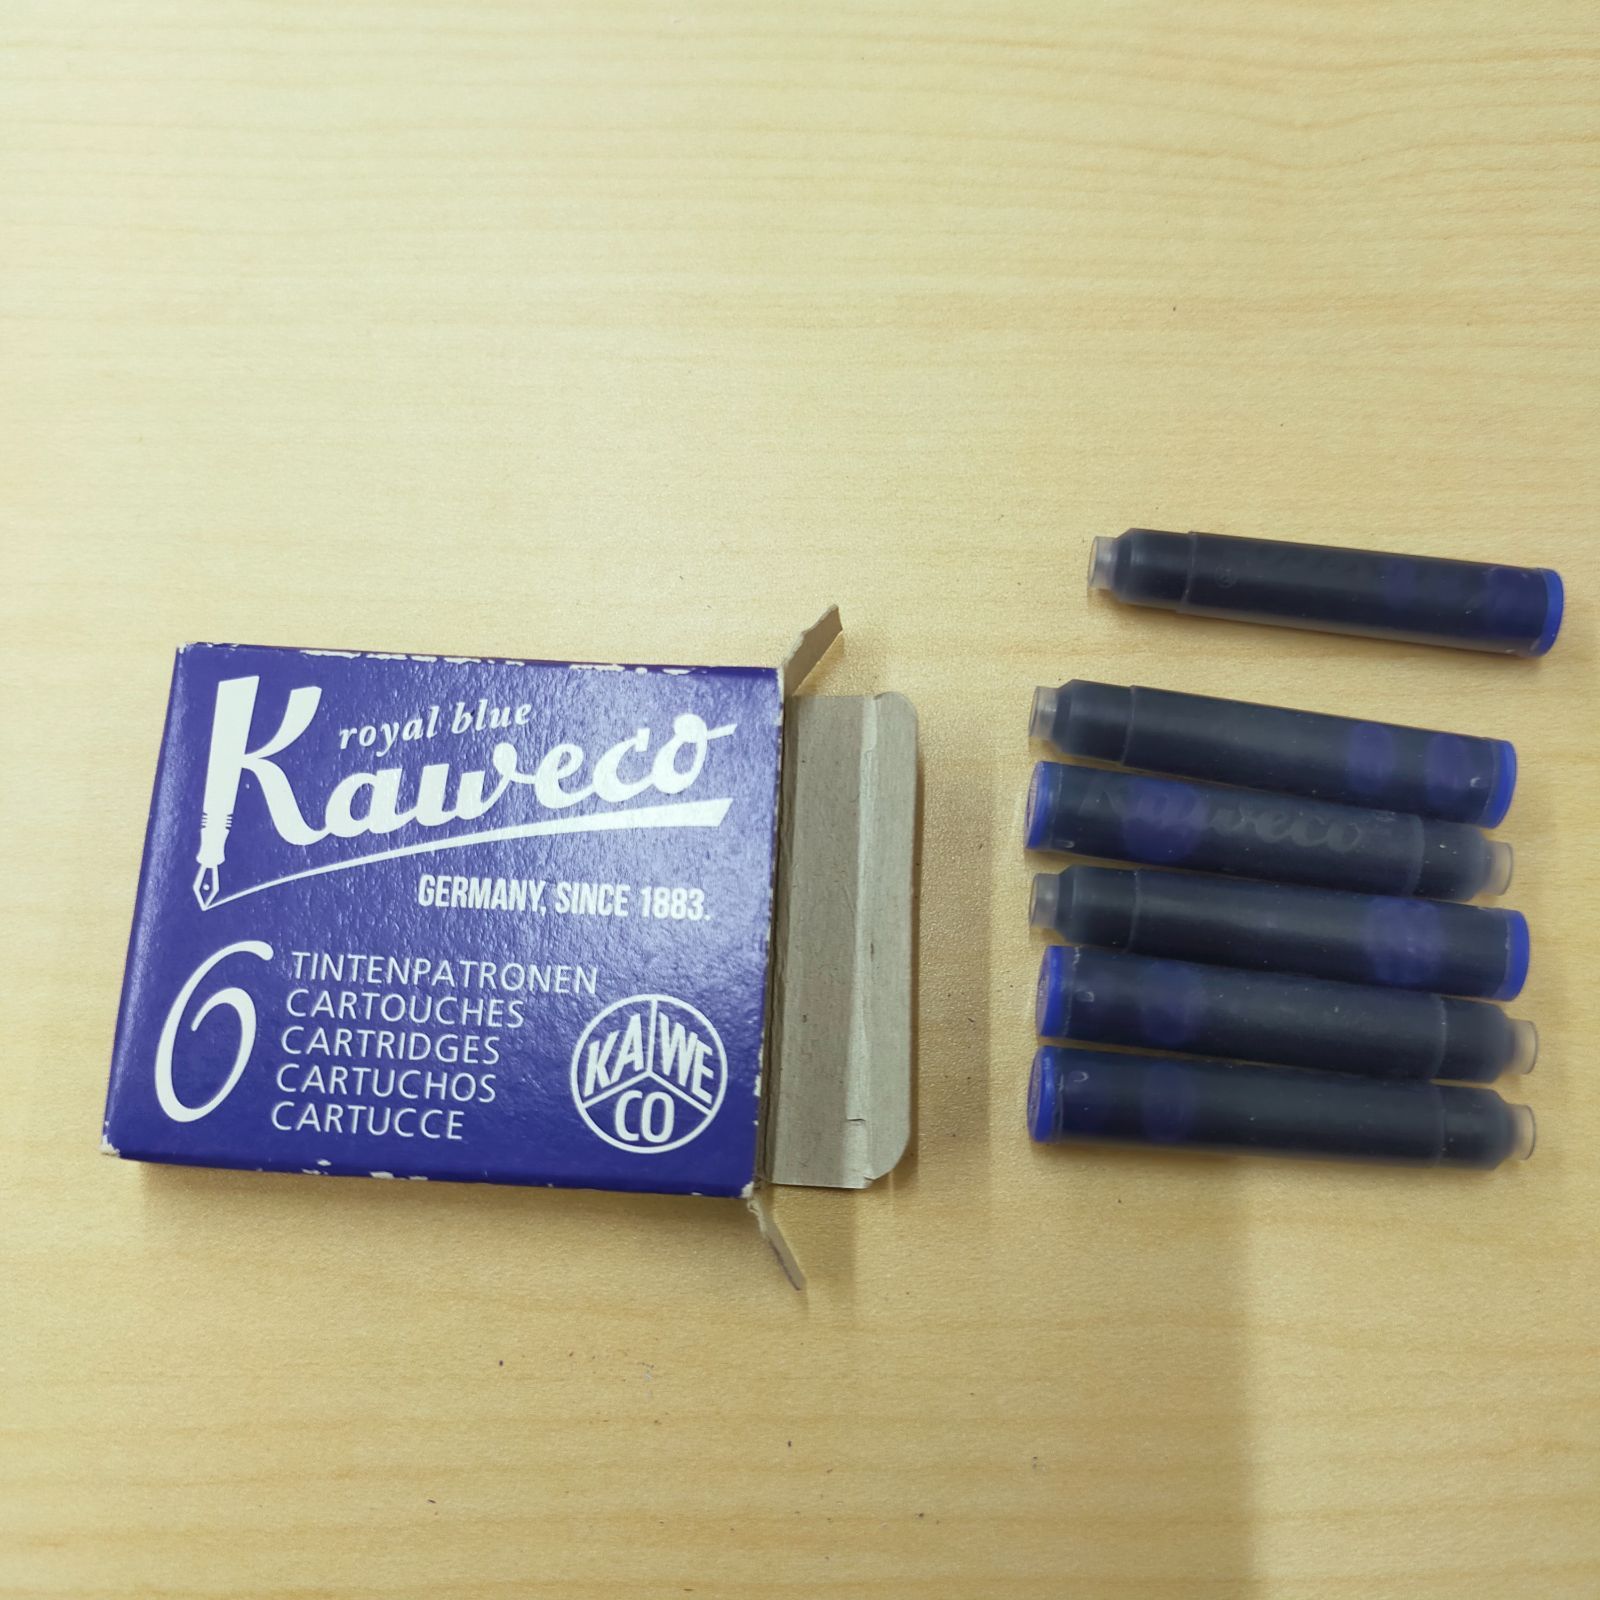 royal blue
Kaweco
GERMANY, SINCE 1883.
6
TINTENPATRONEN
CARTOUCHES
CARTRIDGES
CARTUCHOS
CARTUCCE
KA WE
CO
Kaweco